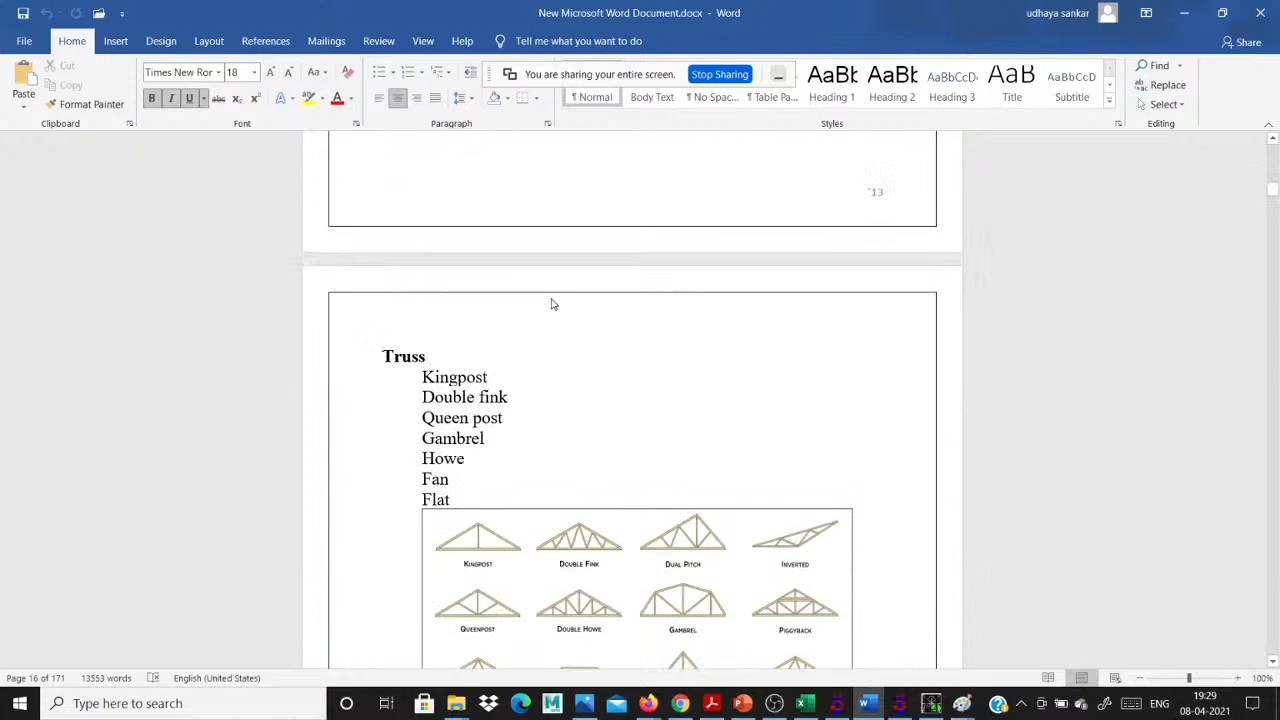 New Microsoft Word Document.docx - Word
udhaya sankar
File Home Insert Design Layout References Mailings Review View Help Tell me what you want to do
Share
Paste
Cut
Copy
Format Painter
Clipboard
Times New Ror 18
B I U abc
Font
Paragraph
You are sharing your entire screen. Stop Sharing
AaBb AaBb AaBbCcD AaB AaBbCcD
¶ Normal Body Text ¶ No Spac... ¶ Table Pa... Heading 1 Heading 2 Heading 3 Title Subtitle
Styles
Find
Replace
Select
Editing
`13
Truss
Kingpost
Double fink
Queen post
Gambrel
Howe
Fan
Flat
KINGPOST DOUBLE FINK DUAL PITCH INVERTED
QUEENPOST DOUBLE HOWE GAMBREL PIGGYBACK
Page 16 of 171 13553 words English (United States)
100%
Type here to search
ENG
19:29
08-04-2021